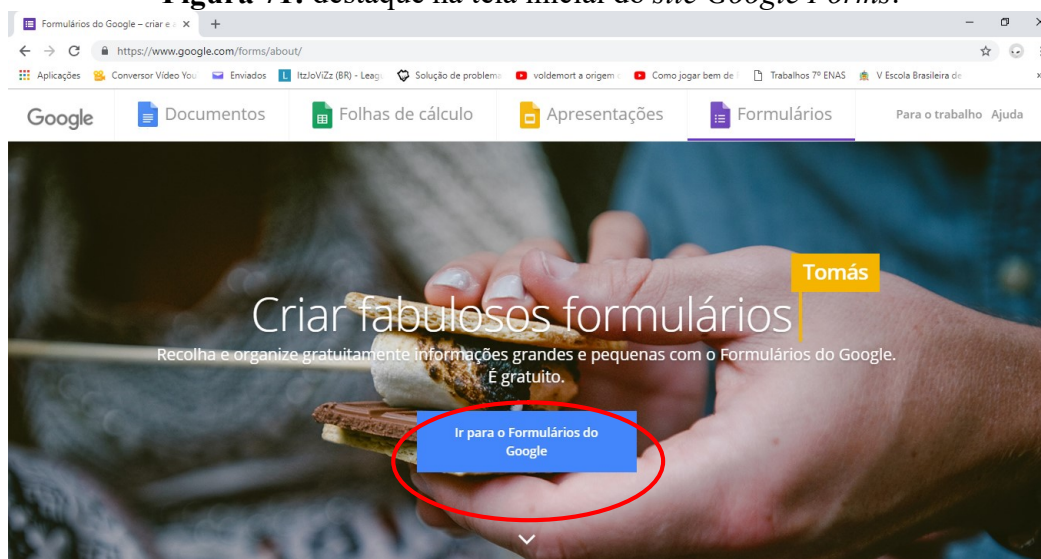 Figura 71: destaque na tela inicial do site Google Forms.
Formulários do Google – criar e a
https://www.google.com/forms/about/
Aplicações Conversor Vídeo You Enviados ItzJoViZz (BR) - Leag Solução de problema voldemort a origem Como jogar bem de Trabalhos 7º ENAS V Escola Brasileira de
Google Documentos Folhas de cálculo Apresentações Formulários Para o trabalho Ajuda
Tomás
Criar fabulosos formulários
Recolha e organize gratuitamente informações grandes e pequenas com o Formulários do Google.
É gratuito.
Ir para o Formulários do
Google